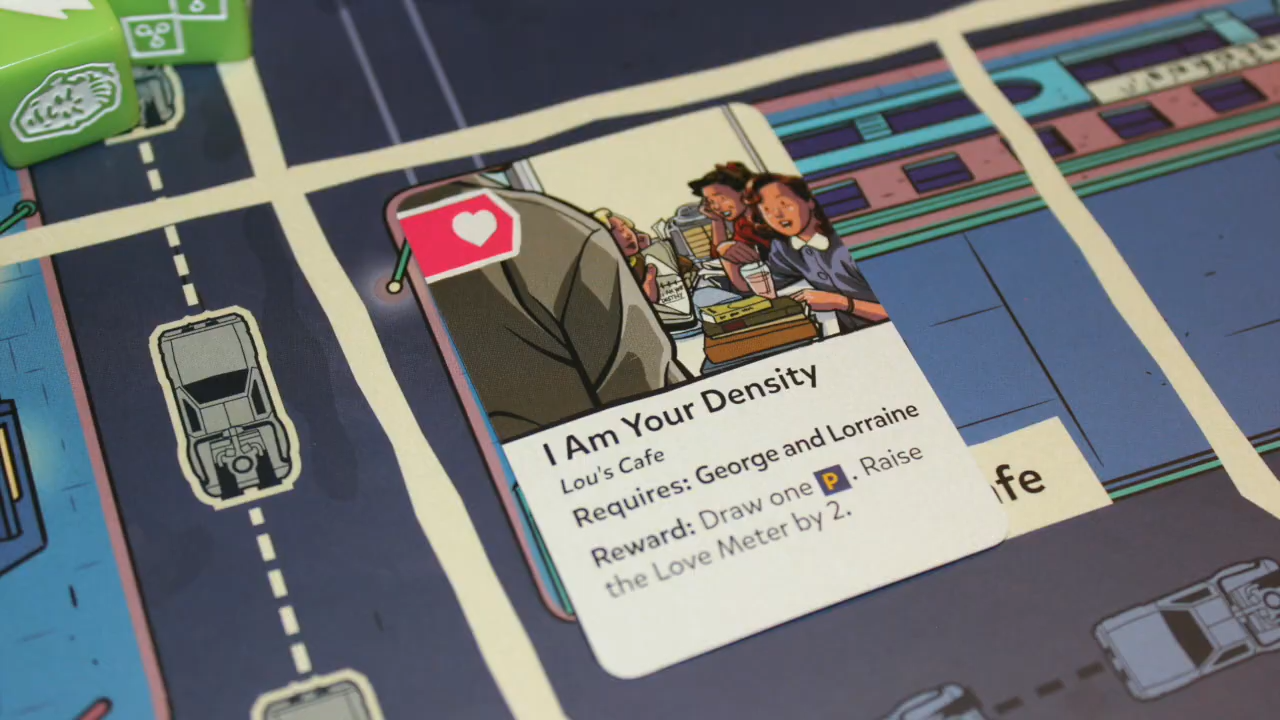 I Am Your Density
Lou's Cafe
Requires: George and Lorraine
Reward: Draw one P. Raise
the Love Meter by 2.
fe